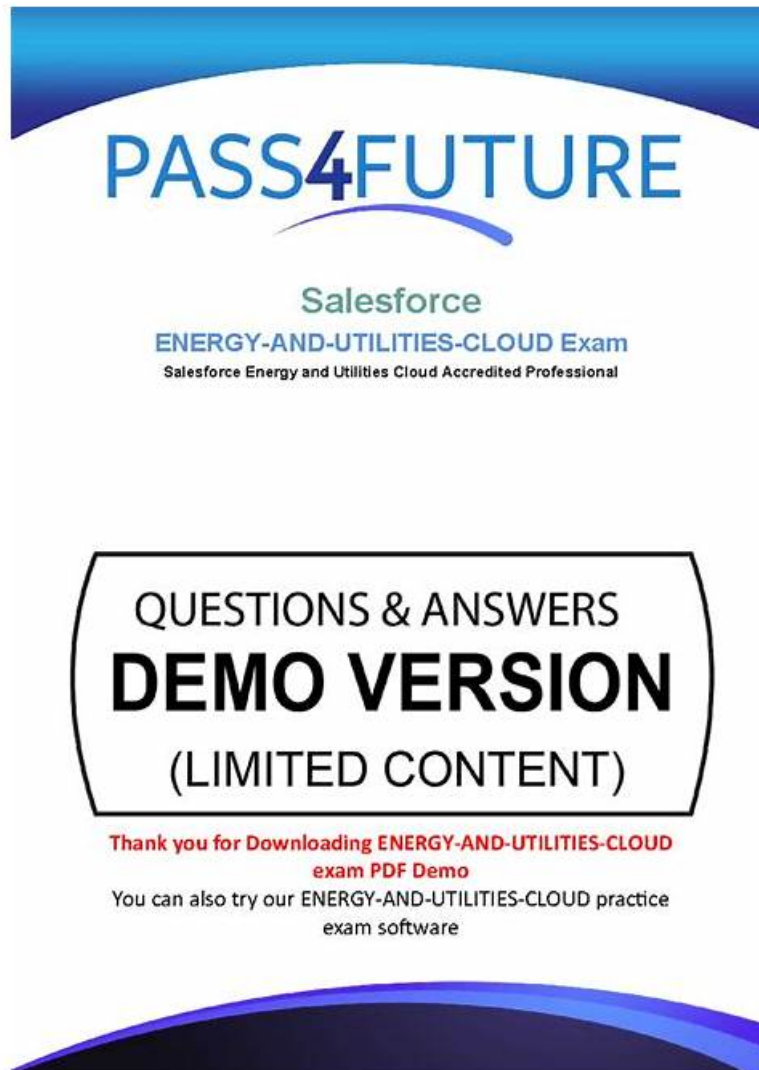 PASS4FUTURE
Salesforce
ENERGY-AND-UTILITIES-CLOUD Exam
Salesforce Energy and Utilities Cloud Accredited Professional
QUESTIONS & ANSWERS
DEMO VERSION
(LIMITED CONTENT)
Thank you for Downloading ENERGY-AND-UTILITIES-CLOUD
exam PDF Demo
You can also try our ENERGY-AND-UTILITIES-CLOUD practice
exam software